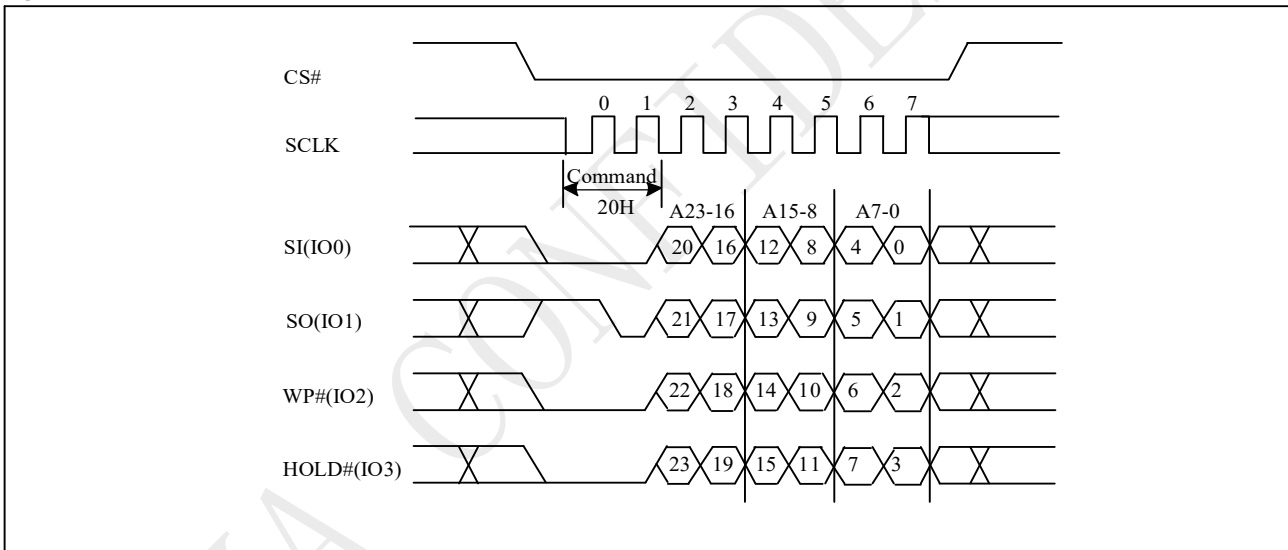 CS#
0 1 2 3 4 5 6 7
SCLK
Command
20H
A23-16 A15-8 A7-0
SI(IO0) 20 16 12 8 4 0
SO(IO1) 21 17 13 9 5 1
WP#(IO2) 22 18 14 10 6 2
HOLD#(IO3) 23 19 15 11 7 3